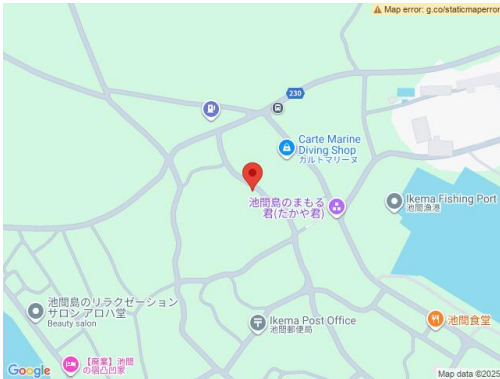 Map error: g.co/staticmaperror
230
Carte Marine
Diving Shop
カルトマリーヌ
池間島のまもる
君(たかや君)
Ikema Fishing Port
池間漁港
池間島のリラクゼーション
サロン アロハ堂
Beauty salon
Ikema Post Office
池間郵便局
池間食堂
【廃業】池間
の宿凸凹家
Google
Map data ©2025